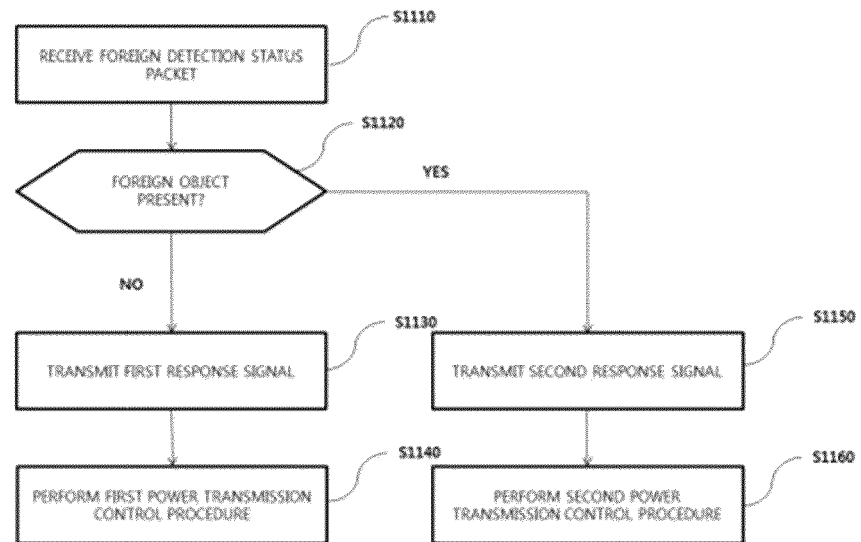 S1110
RECEIVE FOREIGN DETECTION STATUS
PACKET
S1120
FOREIGN OBJECT
PRESENT?
YES
NO
S1130
TRANSMIT FIRST RESPONSE SIGNAL
S1150
TRANSMIT SECOND RESPONSE SIGNAL
S1140
PERFORM FIRST POWER TRANSMISSION
CONTROL PROCEDURE
S1160
PERFORM SECOND POWER
TRANSMISSION CONTROL PROCEDURE